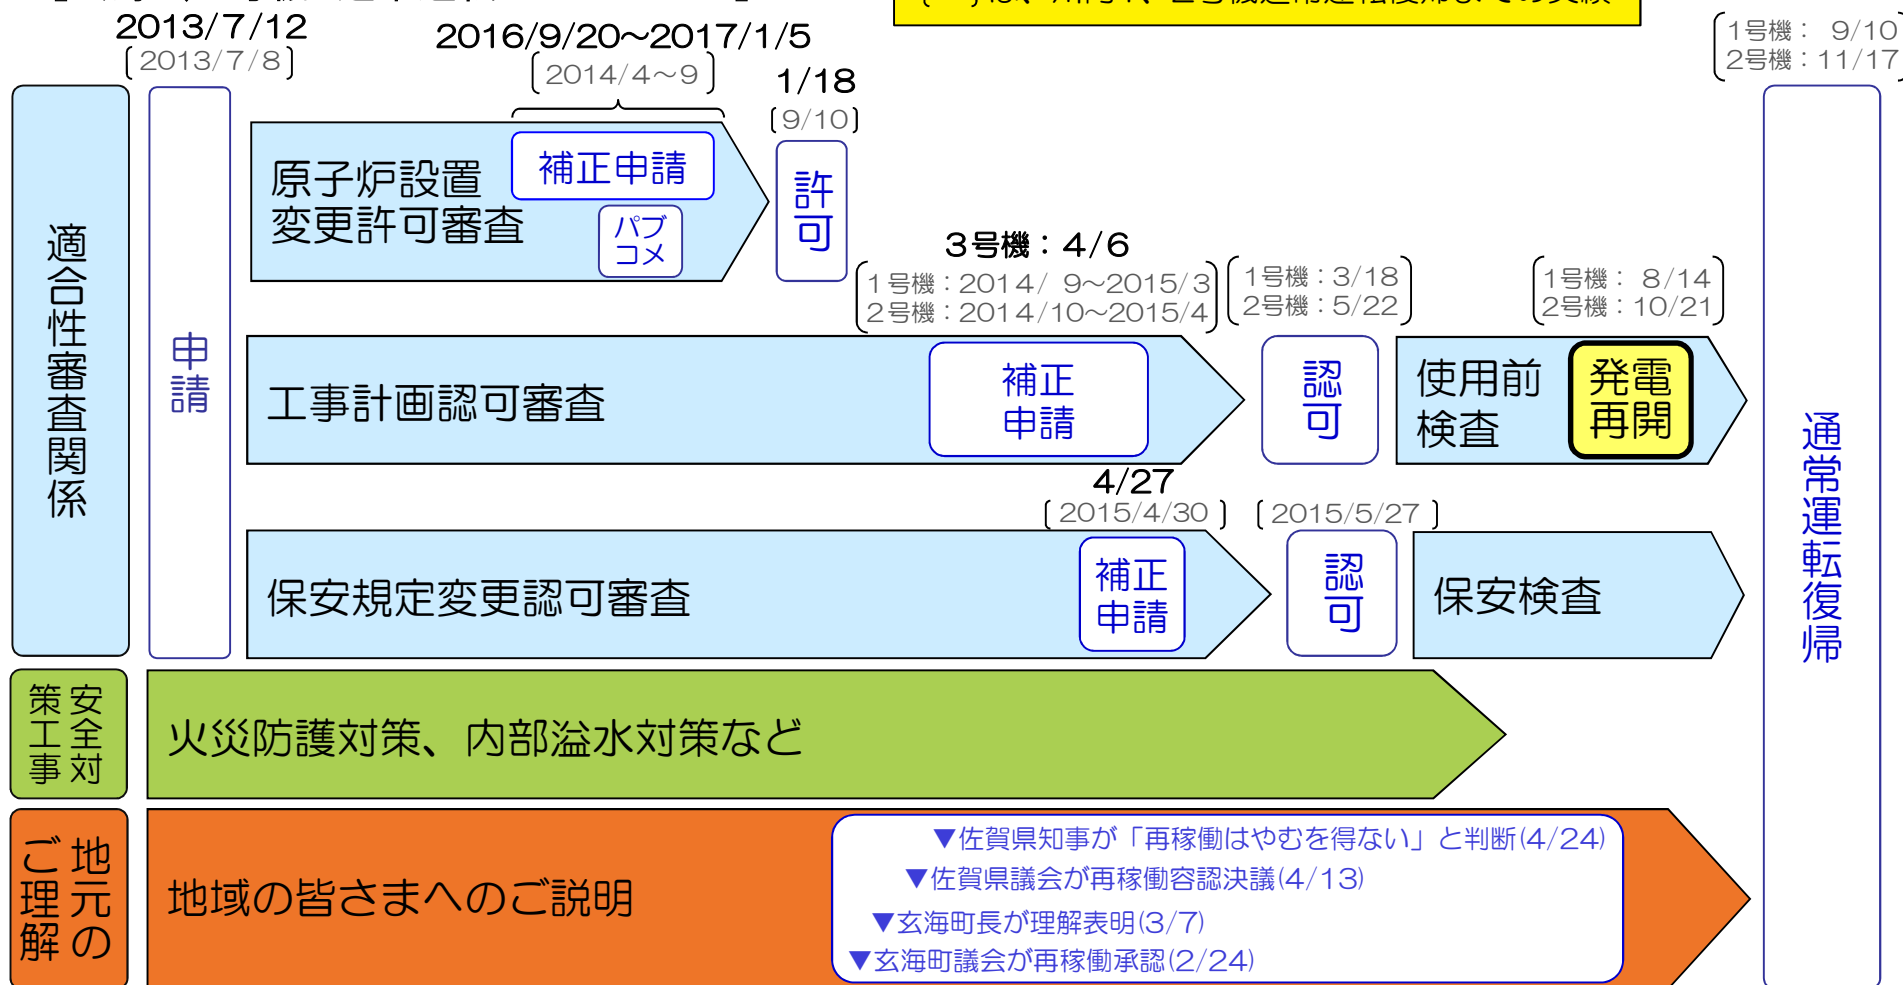 2013/7/12
[2013/7/8]
2016/9/20～2017/1/5
[2014/4～9]
1/18
[9/10]
1号機： 9/10
2号機：11/17
適合性審査関係
申請
原子炉設置
変更許可審査
補正申請
パブ
コメ
許可
3号機：4/6
1号機：2014/ 9～2015/3
2号機：2014/10～2015/4
1号機：3/18
2号機：5/22
1号機： 8/14
2号機：10/21
工事計画認可審査
補正
申請
認可
使用前
検査
発電
再開
4/27
[2015/4/30]
[2015/5/27]
保安規定変更認可審査
補正
申請
認可
保安検査
通常運転復帰
安全対
策工事
火災防護対策、内部溢水対策など
地元の
ご理解
地域の皆さまへのご説明
▼佐賀県知事が「再稼働はやむを得ない」と判断(4/24)
▼佐賀県議会が再稼働容認決議(4/13)
▼玄海町長が理解表明(3/7)
▼玄海町議会が再稼働承認(2/24)